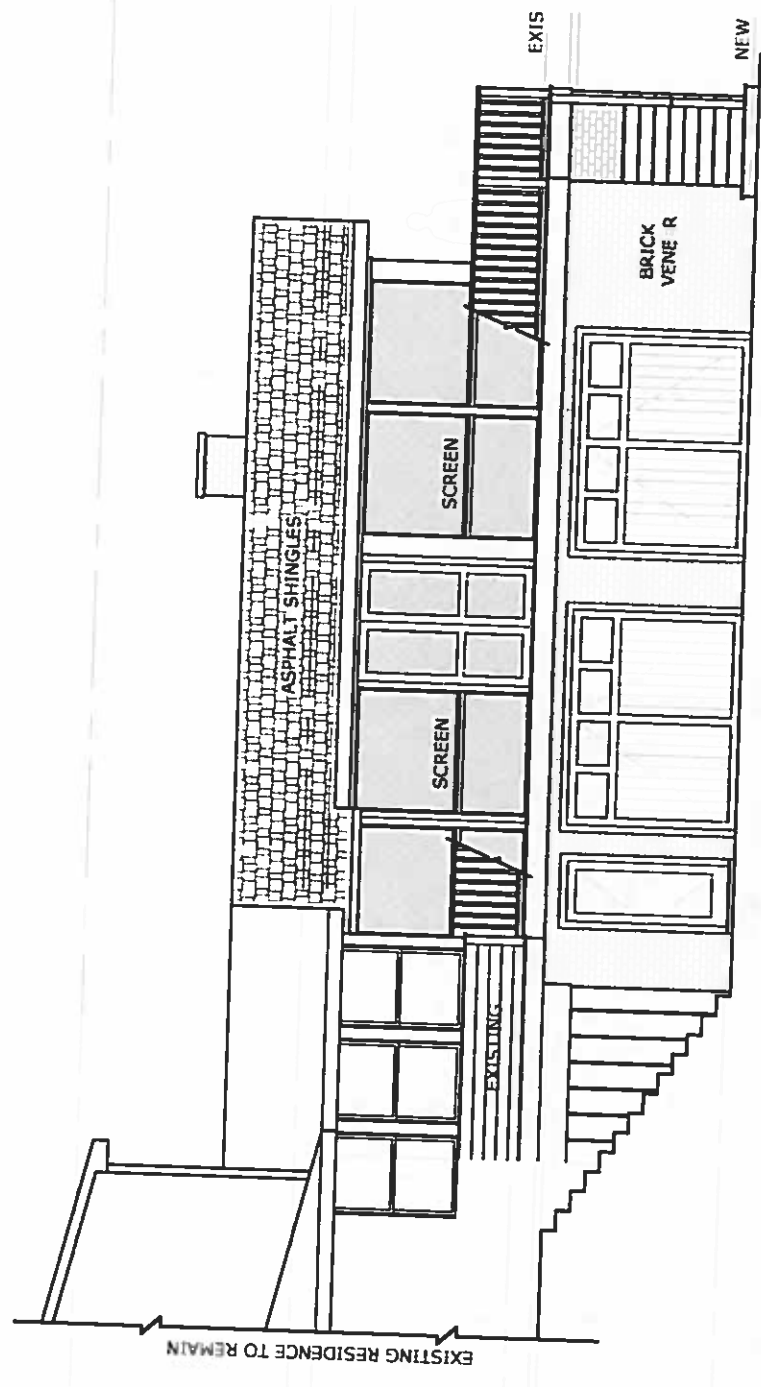 EXISTING RESIDENCE TO REMAIN
ASPHALT SHINGLES
SCREEN
SCREEN
EXISTING
BRICK
VENE R
EXIS
NEW